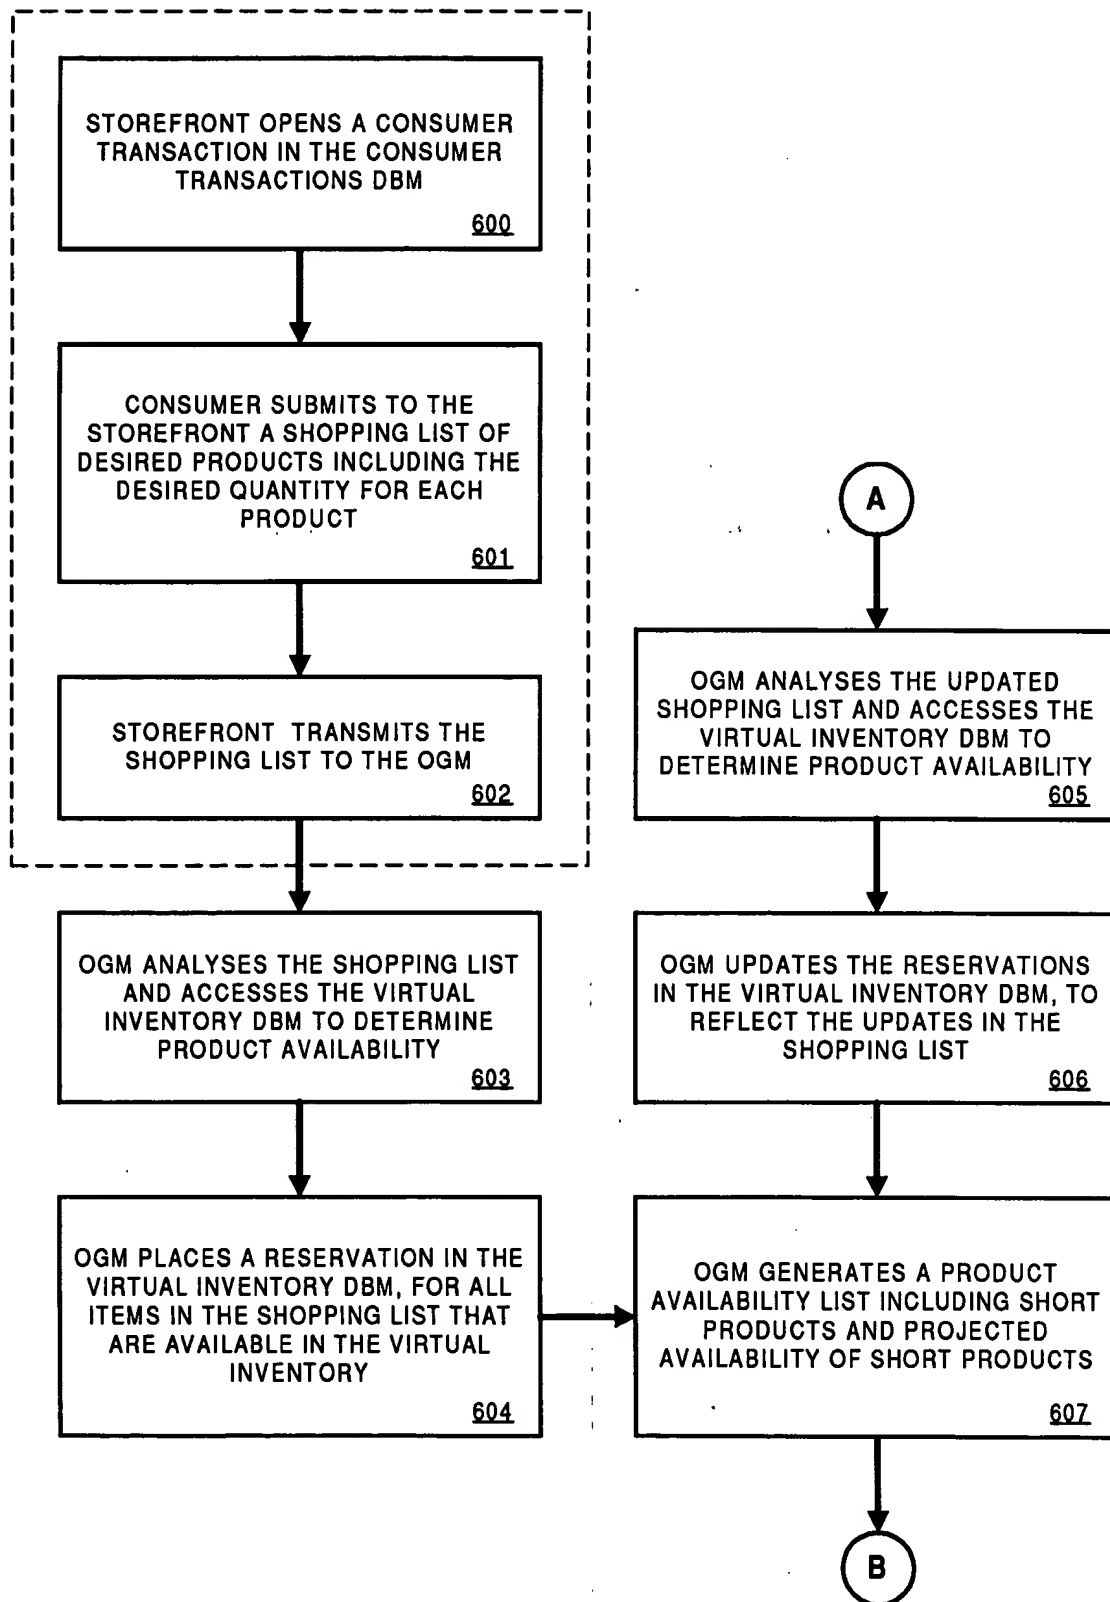 STOREFRONT OPENS A CONSUMER
TRANSACTION IN THE CONSUMER
TRANSACTIONS DBM
600
CONSUMER SUBMITS TO THE
STOREFRONT A SHOPPING LIST OF
DESIRED PRODUCTS INCLUDING THE
DESIRED QUANTITY FOR EACH
PRODUCT
601
STOREFRONT TRANSMITS THE
SHOPPING LIST TO THE OGM
602
OGM ANALYSES THE SHOPPING LIST
AND ACCESSES THE VIRTUAL
INVENTORY DBM TO DETERMINE
PRODUCT AVAILABILITY
603
OGM PLACES A RESERVATION IN THE
VIRTUAL INVENTORY DBM, FOR ALL
ITEMS IN THE SHOPPING LIST THAT
ARE AVAILABLE IN THE VIRTUAL
INVENTORY
604
A
OGM ANALYSES THE UPDATED
SHOPPING LIST AND ACCESSES THE
VIRTUAL INVENTORY DBM TO
DETERMINE PRODUCT AVAILABILITY
605
OGM UPDATES THE RESERVATIONS
IN THE VIRTUAL INVENTORY DBM, TO
REFLECT THE UPDATES IN THE
SHOPPING LIST
606
OGM GENERATES A PRODUCT
AVAILABILITY LIST INCLUDING SHORT
PRODUCTS AND PROJECTED
AVAILABILITY OF SHORT PRODUCTS
607
B